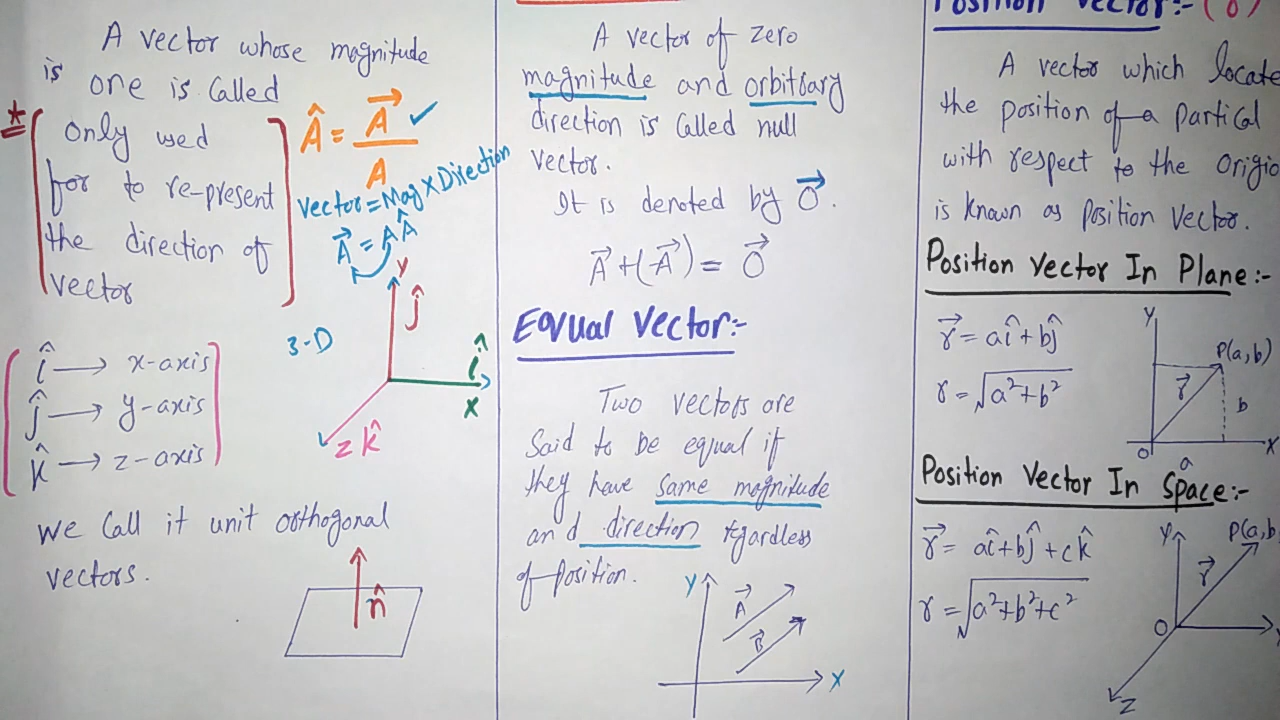 A vector whose magnitude
is one is called
* only used
for to re-present
the direction of
vector
Â = A⃗ / A ✓
Vector = Mag × Direction
A⃗ = AÂ
3-D
Y
ĵ
î
X
Z k̂
î → x-axis
ĵ → y-axis
k̂ → z-axis
We call it unit orthogonal
vectors.
n̂
A vector of zero
magnitude and orbitrary
direction is called null
vector.
It is denoted by O⃗.
A⃗ + (-A⃗) = O⃗
Equal Vector:-
Two vectors are
said to be equal if
they have same magnitude
and direction regardless
of position.
Y
A⃗
B⃗
X
Position Vector:- (8)
A vector which locate
the position of a partical
with respect to the origi
is known as position vector.
Position Vector In Plane:-
r⃗ = aî + bĵ
r = √a²+b²
Y
P(a, b)
r⃗
b
O
X
a
Position Vector In Space:-
r⃗ = aî + bĵ + ck̂
r = √a²+b²+c²
Y
P(a, b
r⃗
O
Z